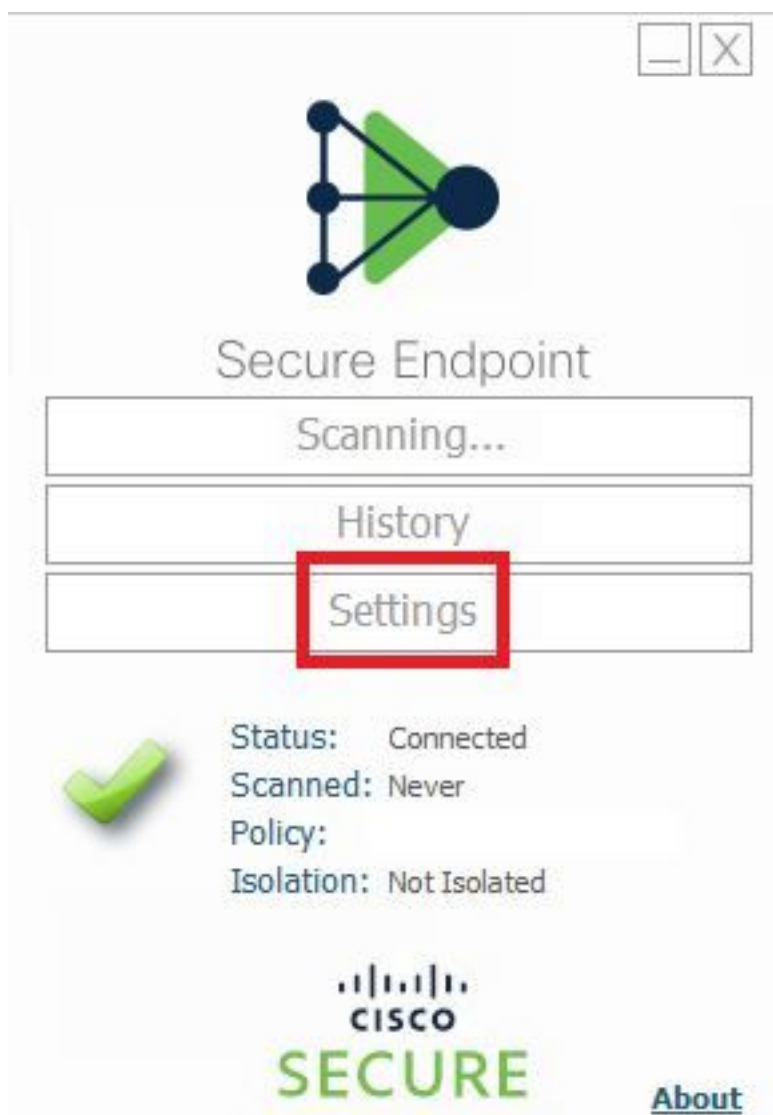 Secure Endpoint
Scanning...
History
Settings
Status: Connected
Scanned: Never
Policy:
Isolation: Not Isolated
CISCO
SECURE
About